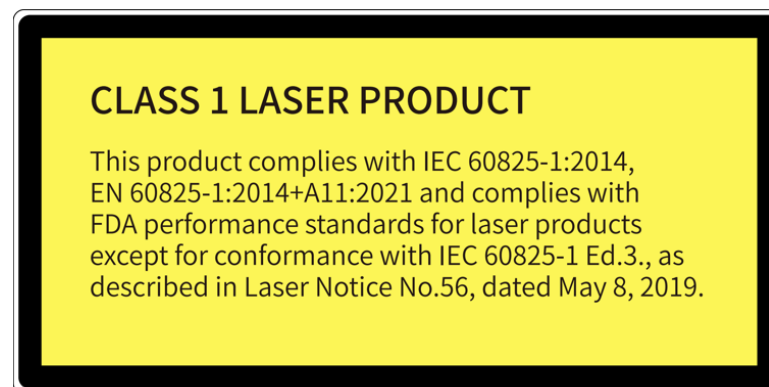 CLASS 1 LASER PRODUCT
This product complies with IEC 60825-1:2014,
EN 60825-1:2014+A11:2021 and complies with
FDA performance standards for laser products
except for conformance with IEC 60825-1 Ed.3., as
described in Laser Notice No.56, dated May 8, 2019.